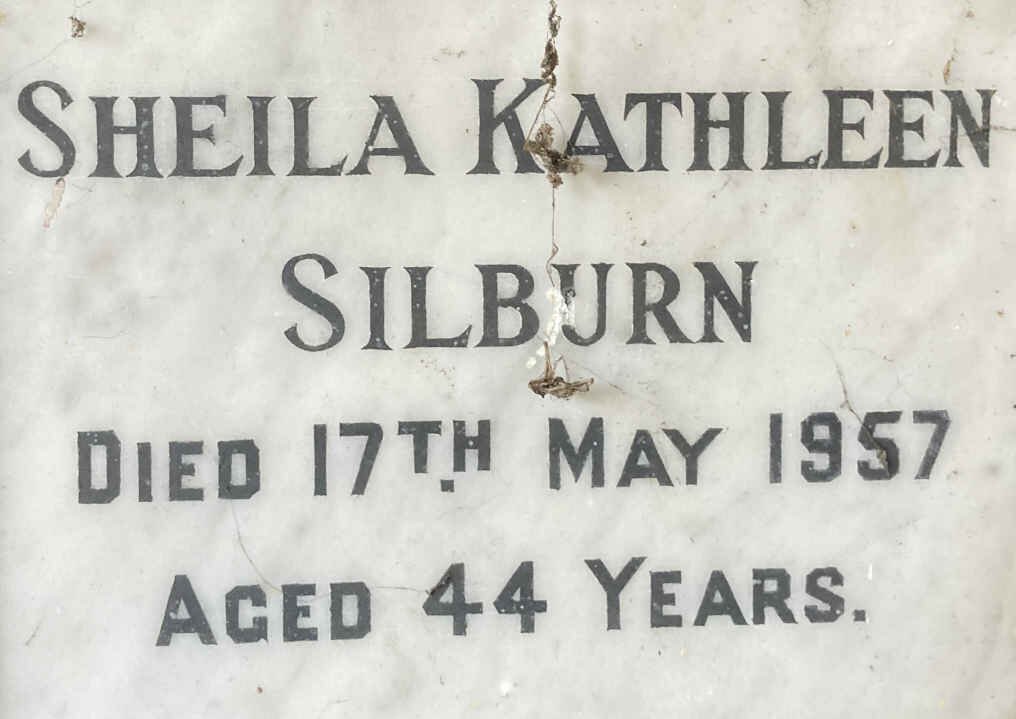 SHEILA KATHLEEN
SILBURN
DIED 17TH MAY 1957
AGED 44 YEARS.